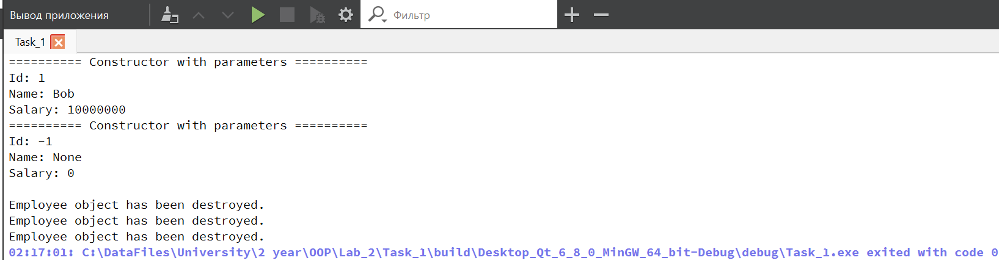 Вывод приложения
Фильтр
Task_1
========== Constructor with parameters ==========
Id: 1
Name: Bob
Salary: 10000000
========== Constructor with parameters ==========
Id: -1
Name: None
Salary: 0
Employee object has been destroyed.
Employee object has been destroyed.
Employee object has been destroyed.
02:17:01: C:\DataFiles\University\2 year\OOP\Lab_2\Task_1\build\Desktop_Qt_6_8_0_MinGW_64_bit-Debug\debug\Task_1.exe exited with code 0